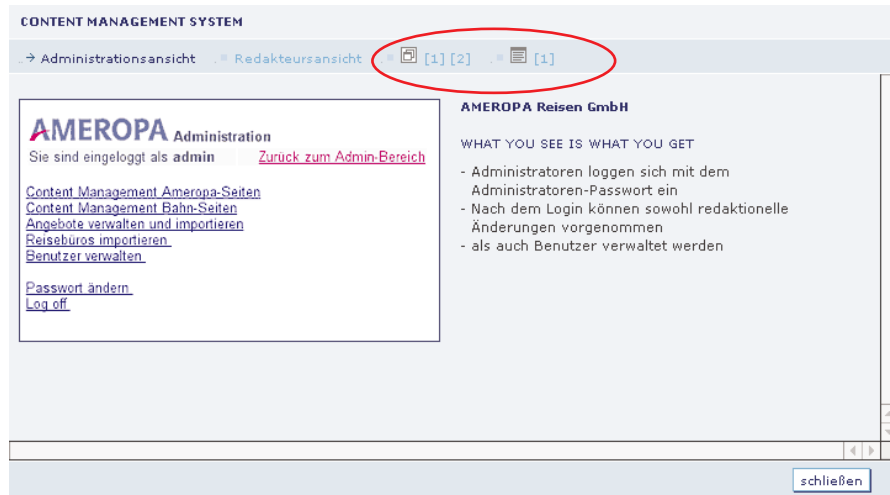 CONTENT MANAGEMENT SYSTEM
Administrationsansicht Redakteursansicht [1] [2] [1]
AMEROPA Administration
Sie sind eingeloggt als admin Zurück zum Admin-Bereich
Content Management Ameropa-Seiten
Content Management Bahn-Seiten
Angebote verwalten und importieren
Reisebüros importieren
Benutzer verwalten
Passwort ändern
Log off
AMEROPA Reisen GmbH
WHAT YOU SEE IS WHAT YOU GET
- Administratoren loggen sich mit dem
Administratoren-Passwort ein
- Nach dem Login können sowohl redaktionelle
Änderungen vorgenommen
- als auch Benutzer verwaltet werden
schließen